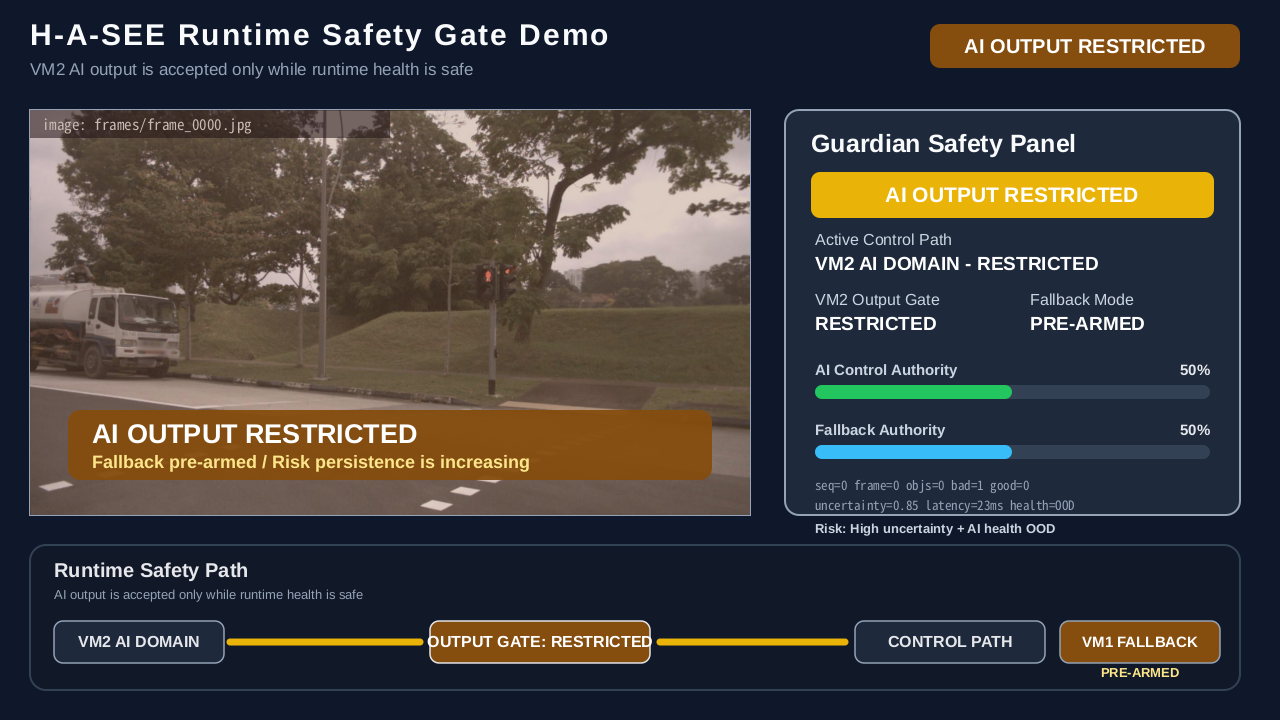 H-A-SEE Runtime Safety Gate Demo
VM2 AI output is accepted only while runtime health is safe
AI OUTPUT RESTRICTED
image: frames/frame_0000.jpg
AI OUTPUT RESTRICTED
Fallback pre-armed / Risk persistence is increasing
Guardian Safety Panel
AI OUTPUT RESTRICTED
Active Control Path
VM2 AI DOMAIN - RESTRICTED
VM2 Output Gate
RESTRICTED
Fallback Mode
PRE-ARMED
AI Control Authority 50%
Fallback Authority 50%
seq=0 frame=0 objs=0 bad=1 good=0
uncertainty=0.85 latency=23ms health=OOD
Risk: High uncertainty + AI health OOD
Runtime Safety Path
AI output is accepted only while runtime health is safe
VM2 AI DOMAIN
OUTPUT GATE: RESTRICTED
CONTROL PATH
VM1 FALLBACK
PRE-ARMED